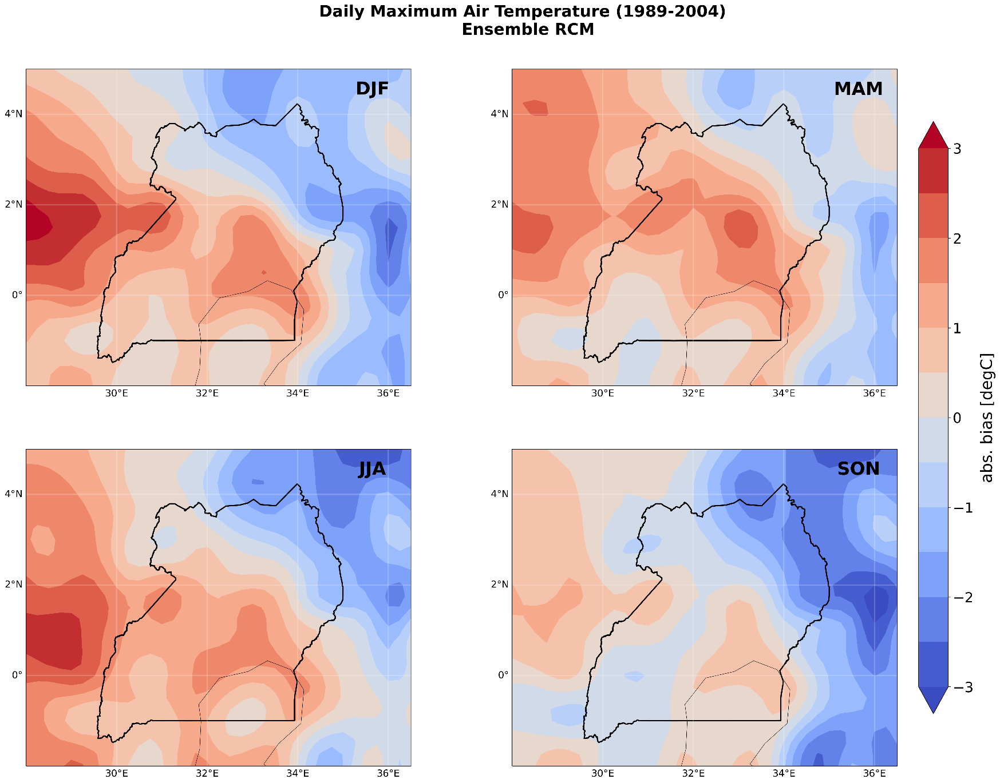 Daily Maximum Air Temperature (1989-2004)
Ensemble RCM
DJF
4°N
2°N
0°
30°E 32°E 34°E 36°E
MAM
4°N
2°N
0°
30°E 32°E 34°E 36°E
JJA
4°N
2°N
0°
30°E 32°E 34°E 36°E
SON
4°N
2°N
0°
30°E 32°E 34°E 36°E
3
2
1
0
−1
−2
−3
abs. bias [degC]